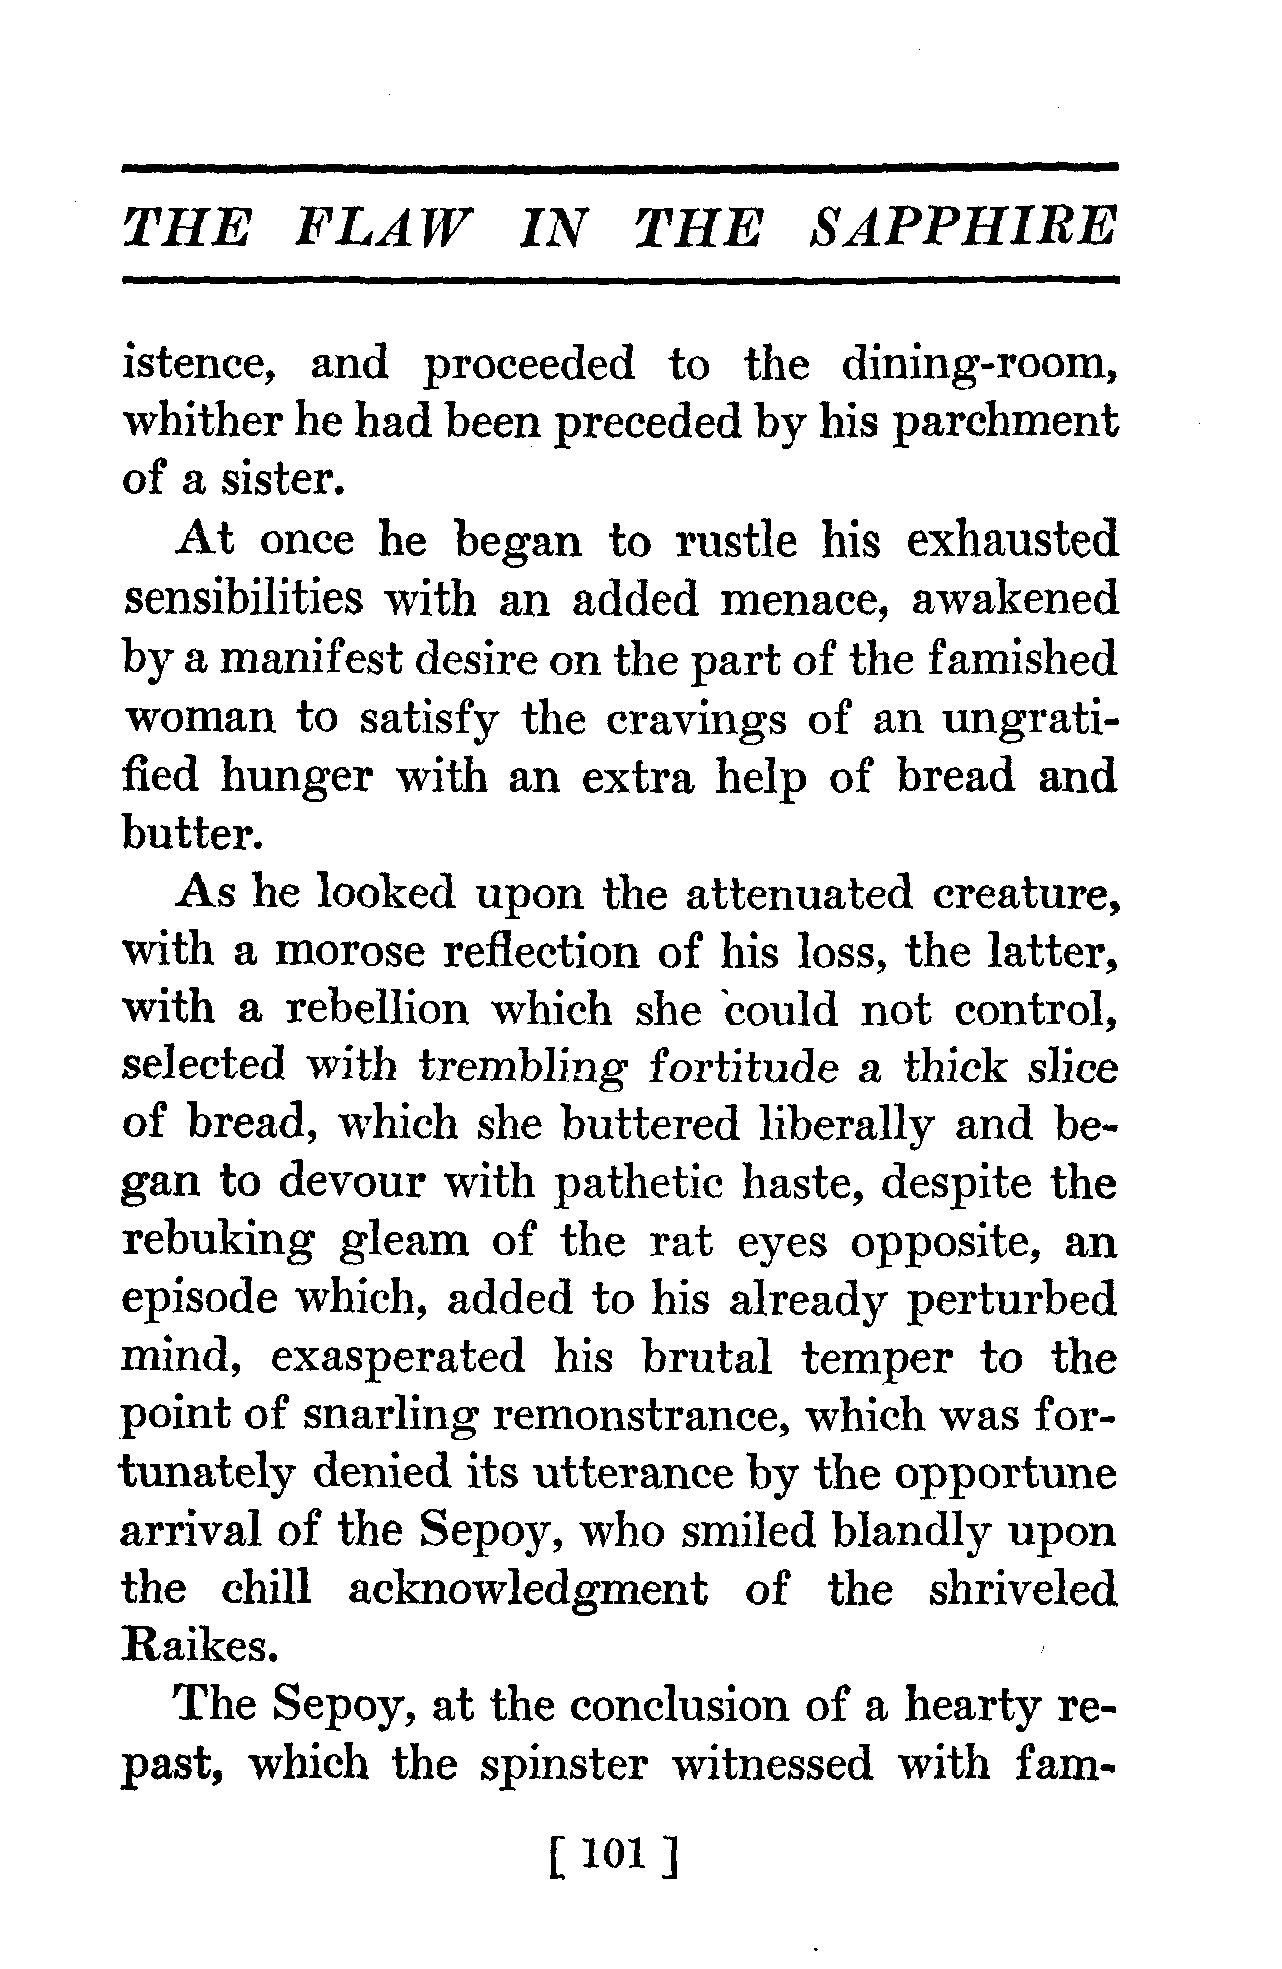 THE FLAW IN THE SAPPHIRE
istence, and proceeded to the dining-room,
whither he had been preceded by his parchment
of a sister.
At once he began to rustle his exhausted
sensibilities with an added menace, awakened
by a manifest desire on the part of the famished
woman to satisfy the cravings of an ungrati-
fied hunger with an extra help of bread and
butter.
As he looked upon the attenuated creature,
with a morose reflection of his loss, the latter,
with a rebellion which she could not control,
selected with trembling fortitude a thick slice
of bread, which she buttered liberally and be-
gan to devour with pathetic haste, despite the
rebuking gleam of the rat eyes opposite, an
episode which, added to his already perturbed
mind, exasperated his brutal temper to the
point of snarling remonstrance, which was for-
tunately denied its utterance by the opportune
arrival of the Sepoy, who smiled blandly upon
the chill acknowledgment of the shriveled
Raikes.
The Sepoy, at the conclusion of a hearty re-
past, which the spinster witnessed with fam-
[ 101 ]